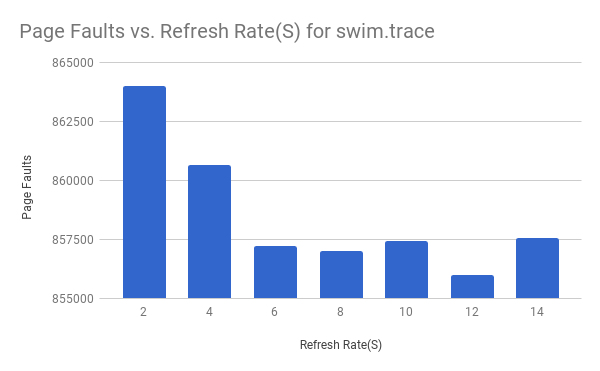 Page Faults vs. Refresh Rate(S) for swim.trace
865000
862500
860000
857500
855000
Page Faults
2 4 6 8 10 12 14
Refresh Rate(S)